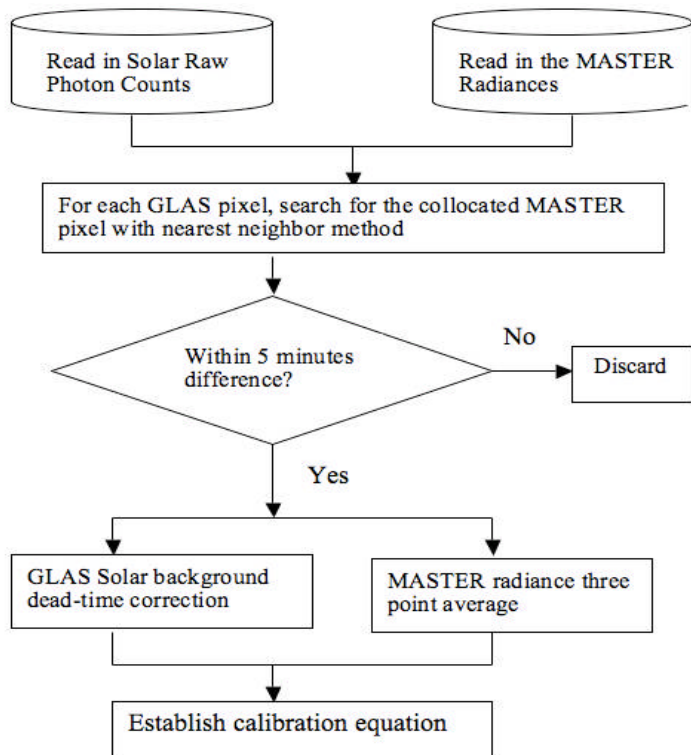 Read in Solar Raw
Photon Counts
Read in the MASTER
Radiances
For each GLAS pixel, search for the collocated MASTER
pixel with nearest neighbor method
Within 5 minutes
difference?
No
Discard
Yes
GLAS Solar background
dead-time correction
MASTER radiance three
point average
Establish calibration equation